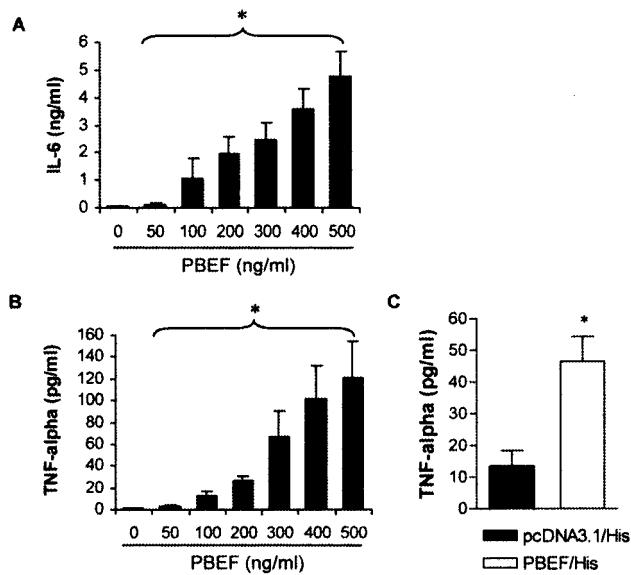 A
*
IL-6 (ng/ml)
6
5
4
3
2
1
0
0 50 100 200 300 400 500
PBEF (ng/ml)
B
*
TNF-alpha (pg/ml)
160
140
120
100
80
60
40
20
0
0 50 100 200 300 400 500
PBEF (ng/ml)
C
*
TNF-alpha (pg/ml)
60
50
40
30
20
10
0
pcDNA3.1/His
PBEF/His